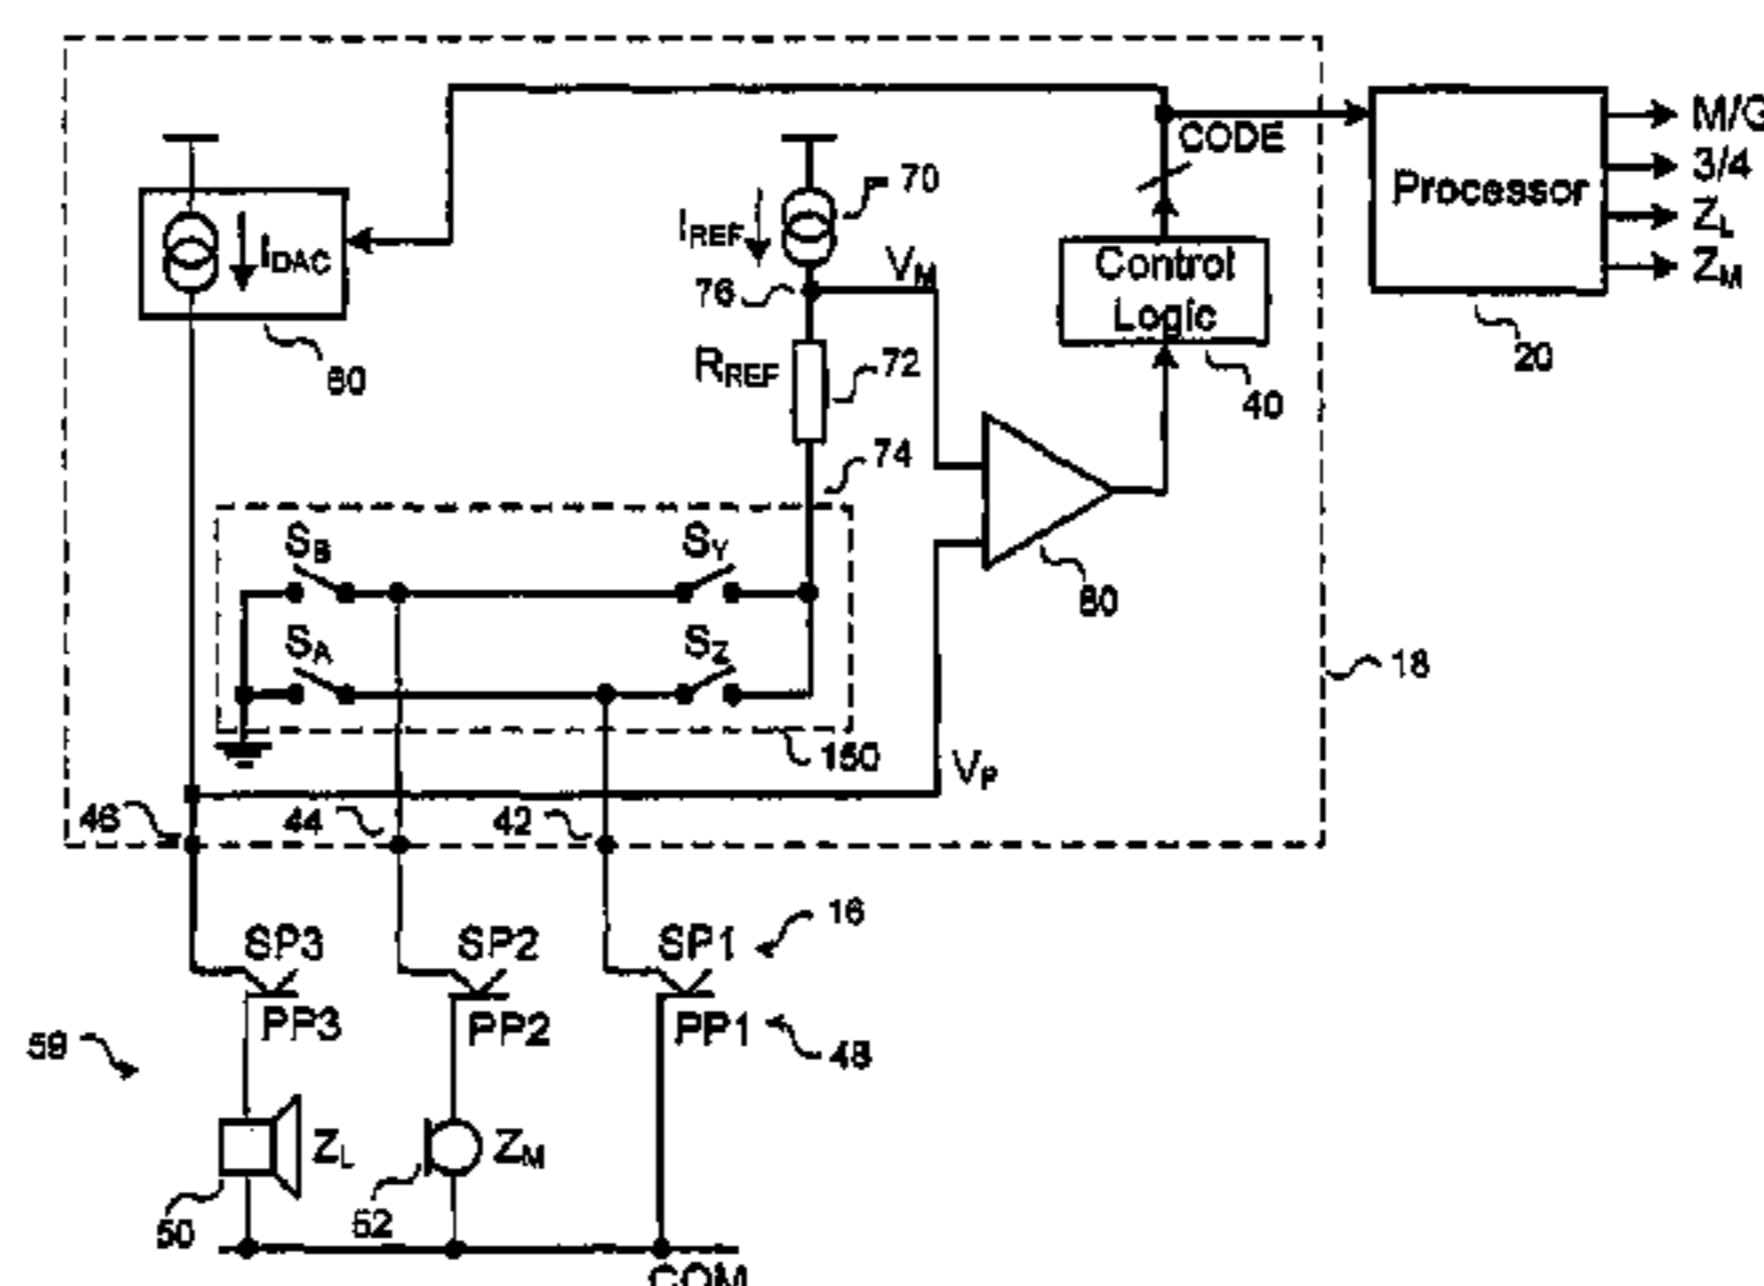 M/G
CODE
3/4
Processor
Z_L
Z_M
70
I_REF
I_DAC
V_M
Control
Logic
76
20
60
R_REF
72
40
74
S_B
S_Y
80
S_A
S_Z
18
150
V_P
46
44
42
16
SP3
SP2
SP1
PP3
PP2
PP1
59
48
Z_L
Z_M
50
52
COM